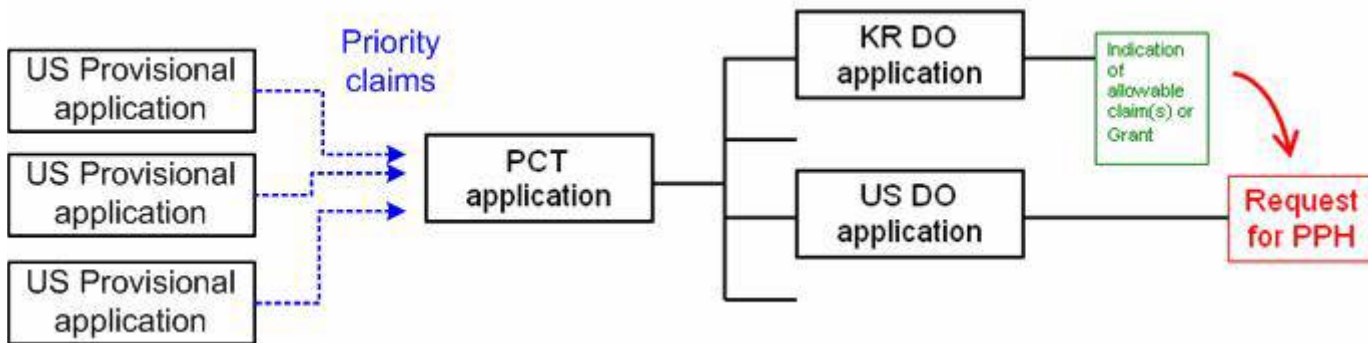 US Provisional
application
US Provisional
application
US Provisional
application
Priority
claims
PCT
application
KR DO
application
US DO
application
Indication
of
allowable
claim(s) or
Grant
Request
for PPH